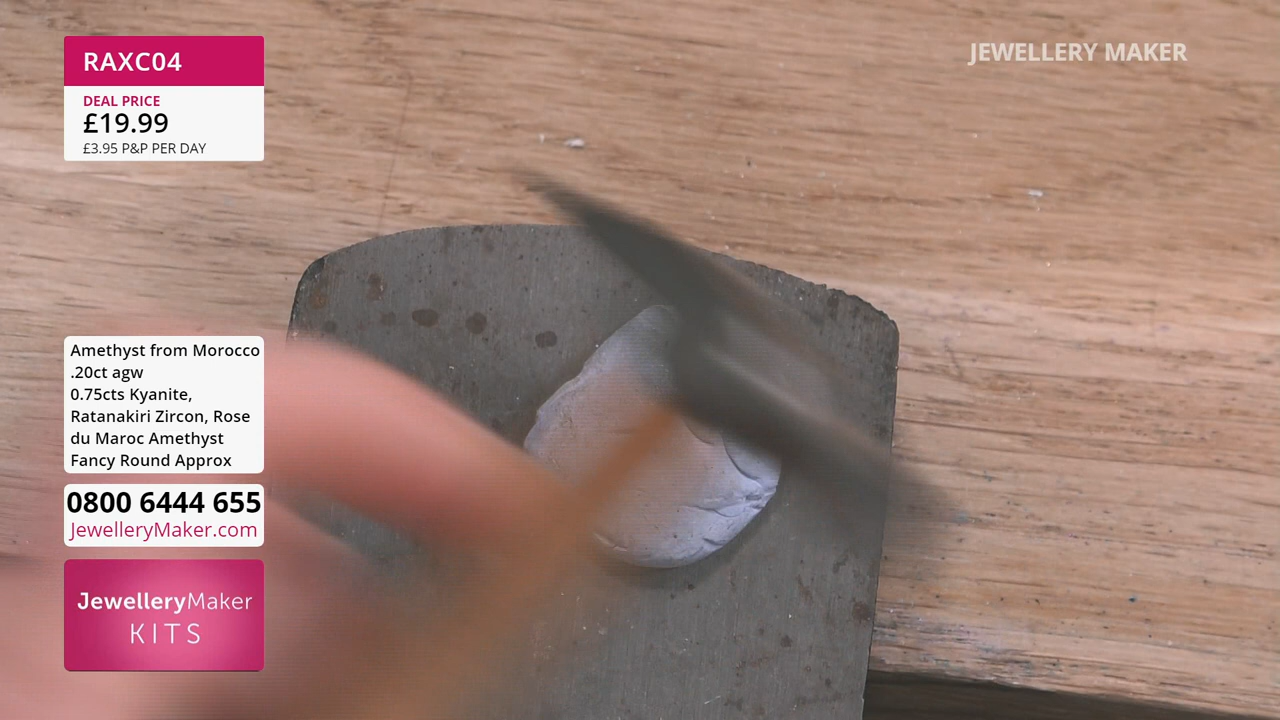 RAXC04
DEAL PRICE
£19.99
£3.95 P&P PER DAY
JEWELLERY MAKER
Amethyst from Morocco
.20ct agw
0.75cts Kyanite,
Ratanakiri Zircon, Rose
du Maroc Amethyst
Fancy Round Approx
0800 6444 655
JewelleryMaker.com
JewelleryMaker
KITS